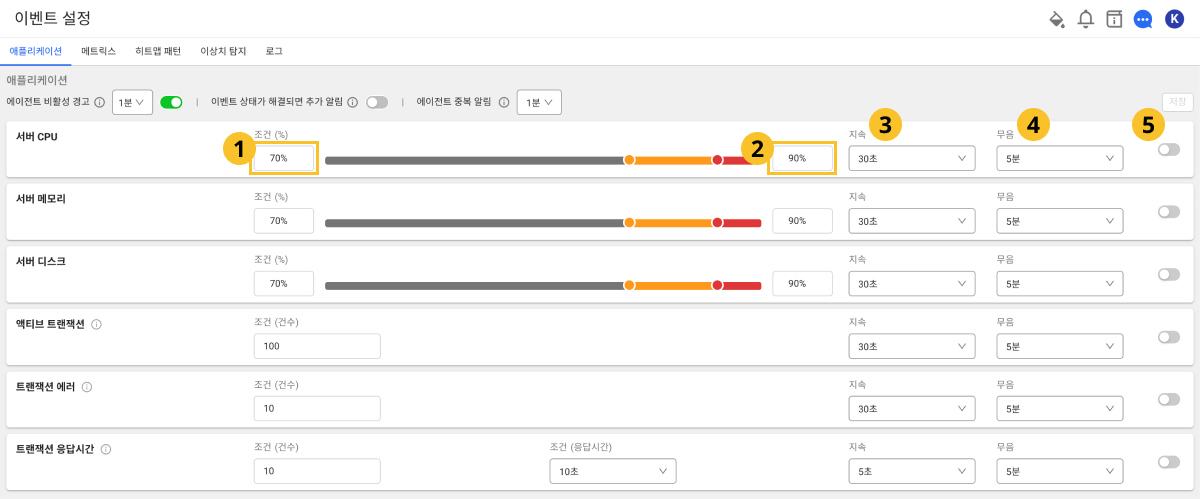 이벤트 설정
K
애플리케이션 메트릭스 히트맵 패턴 이상치 탐지 로그
애플리케이션
에이전트 비활성 경고 1분 | 이벤트 상태가 해결되면 추가 알림 | 에이전트 중복 알림 1분 저장
서버 CPU 조건 (%) 지속 무음
1 70% 2 90% 3 30초 4 5분 5
서버 메모리 조건 (%) 지속 무음
70% 90% 30초 5분
서버 디스크 조건 (%) 지속 무음
70% 90% 30초 5분
액티브 트랜잭션 조건 (건수) 지속 무음
100 30초 5분
트랜잭션 에러 조건 (건수) 지속 무음
10 30초 5분
트랜잭션 응답시간 조건 (건수) 조건 (응답시간) 지속 무음
10 10초 5초 5분